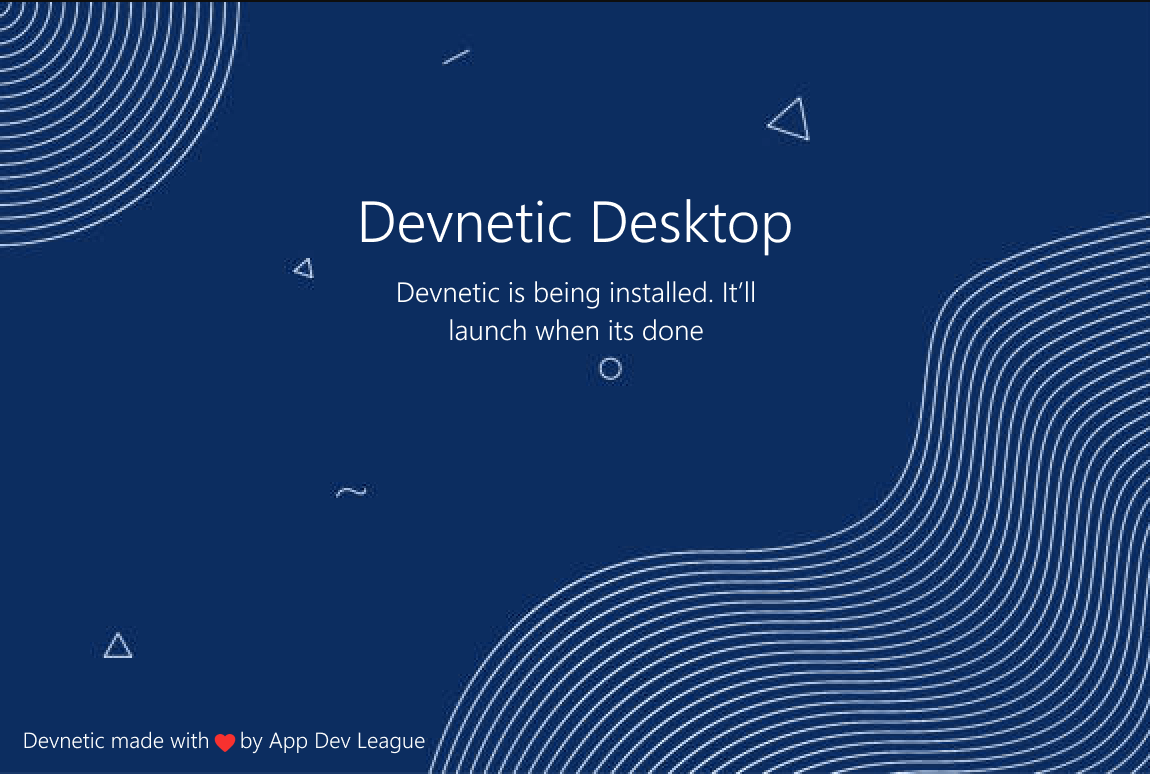 Devnetic Desktop
Devnetic is being installed. It’ll
launch when its done
Devnetic made with ❤ by App Dev League